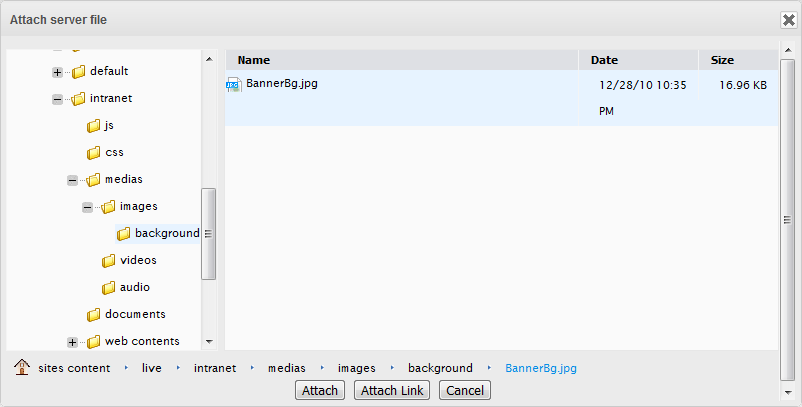 Attach server file
default
intranet
js
css
medias
images
background
videos
audio
documents
web contents
Name Date Size
BannerBg.jpg 12/28/10 10:35 PM 16.96 KB
sites content live intranet medias images background BannerBg.jpg
Attach Attach Link Cancel